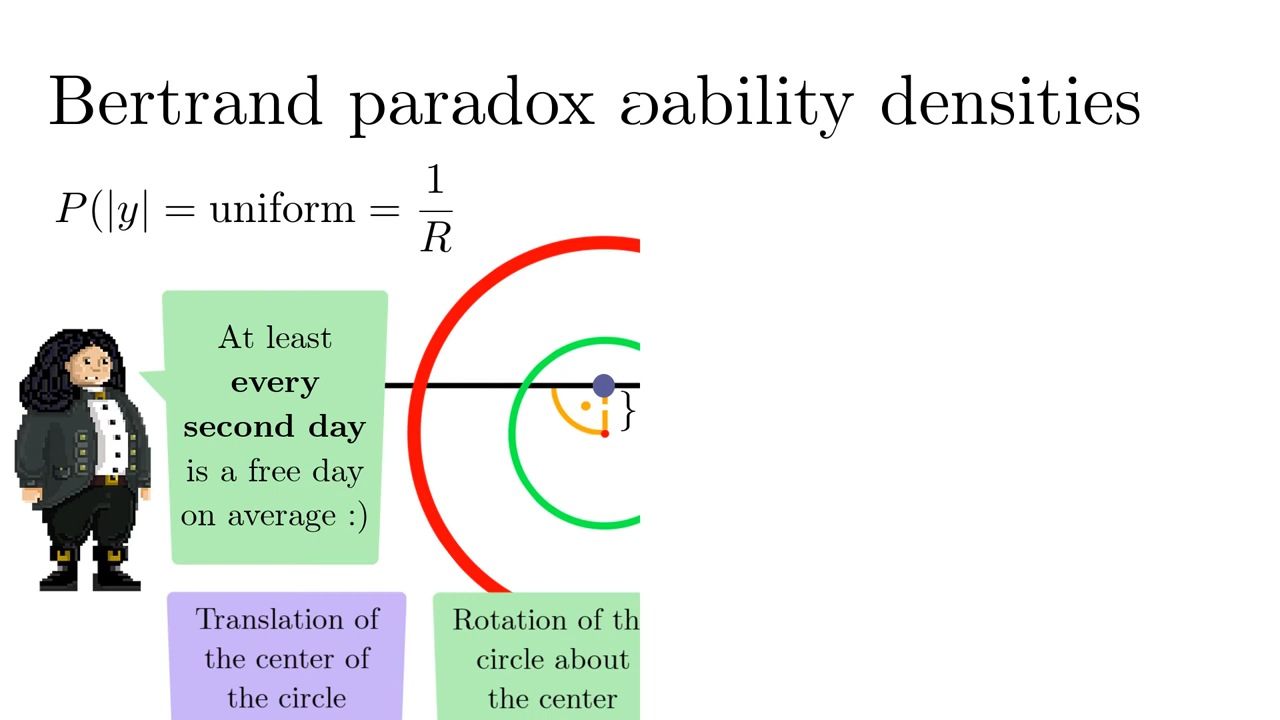 Bertrand paradox ability densities
P(|y| = uniform = 1/R
At least
every
second day
is a free day
on average :)
}
Translation of
the center of
the circle
Rotation of th
circle about
the center